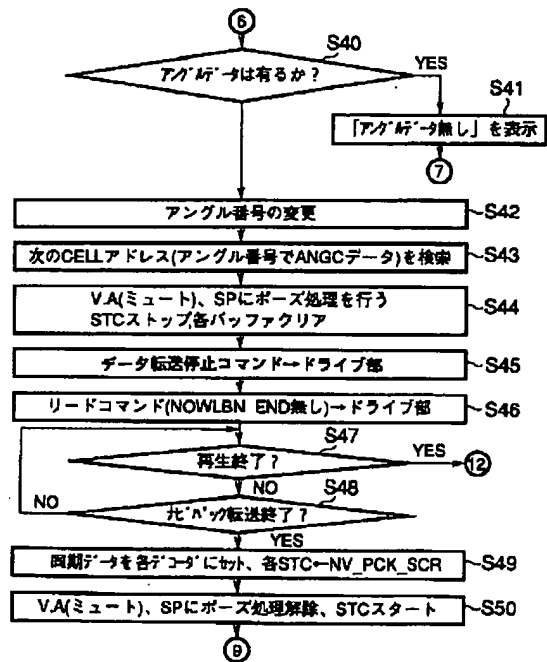 ⑥
S40
アングルデータは有るか？
YES
S41
「アングルデータ無し」を表示
⑦
アングル番号の変更
S42
次のCELLアドレス(アングル番号でANGCデータ)を検索
S43
V.A(ミュート)、SPにポーズ処理を行う
STCストップ,各バッファクリア
S44
データ転送停止コマンド→ドライブ部
S45
リードコマンド(NOWLBN END無し)→ドライブ部
S46
S47
再生終了？
YES
⑫
NO
NO
S48
ナビパック転送終了？
YES
同期データを各デコーダにセット、各STC←NV_PCK_SCR
S49
V.A(ミュート)、SPにポーズ処理解除、STCスタート
S50
⑨